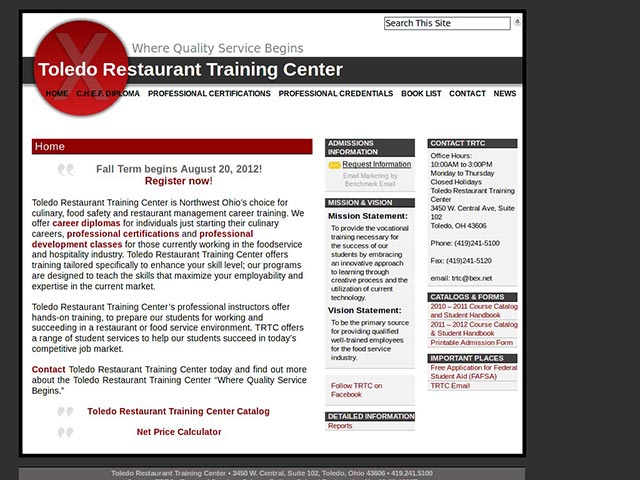 Search This Site
Where Quality Service Begins
Toledo Restaurant Training Center
HOME C.H.E.F. DIPLOMA PROFESSIONAL CERTIFICATIONS PROFESSIONAL CREDENTIALS BOOK LIST CONTACT NEWS
Home
Fall Term begins August 20, 2012!
Register now!
Toledo Restaurant Training Center is Northwest Ohio's choice for
culinary, food safety and restaurant management career training. We
offer career diplomas for individuals just starting their culinary
careers, professional certifications and professional
development classes for those currently working in the foodservice
and hospitality industry. Toledo Restaurant Training Center offers
training tailored specifically to enhance your skill level; our programs
are designed to teach the skills that maximize your employability and
expertise in the current market.
Toledo Restaurant Training Center's professional instructors offer
hands-on training, to prepare our students for working and
succeeding in a restaurant or food service environment. TRTC offers
a range of student services to help our students succeed in today's
competitive job market.
Contact Toledo Restaurant Training Center today and find out more
about the Toledo Restaurant Training Center "Where Quality Service
Begins."
Toledo Restaurant Training Center Catalog
Net Price Calculator
ADMISSIONS
INFORMATION
Request Information
Email Marketing by
Benchmark Email
MISSION & VISION
Mission Statement:
To provide the vocational
training necessary for
the success of our
students by embracing
an innovative approach
to learning through
creative process and the
utilization of current
technology.
Vision Statement:
To be the primary source
for providing qualified
well-trained employees
for the food service
industry.
Follow TRTC on
Facebook
DETAILED INFORMATION
Reports
CONTACT TRTC
Office Hours:
10:00AM to 3:00PM
Monday to Thursday
Closed Holidays
Toledo Restaurant Training
Center
3450 W. Central Ave, Suite
102
Toledo, OH 43606
Phone: (419)241-5100
Fax: (419)241-5120
email: trtc@bex.net
CATALOGS & FORMS
2010 – 2011 Course Catalog
and Student Handbook
2011 – 2012 Course Catalog
& Student Handbook
Printable Admission Form
IMPORTANT PLACES
Free Application for Federal
Student Aid (FAFSA)
TRTC Email
Toledo Restaurant Training Center • 3450 W. Central, Suite 102, Toledo, Ohio 43606 • 419.241.5100